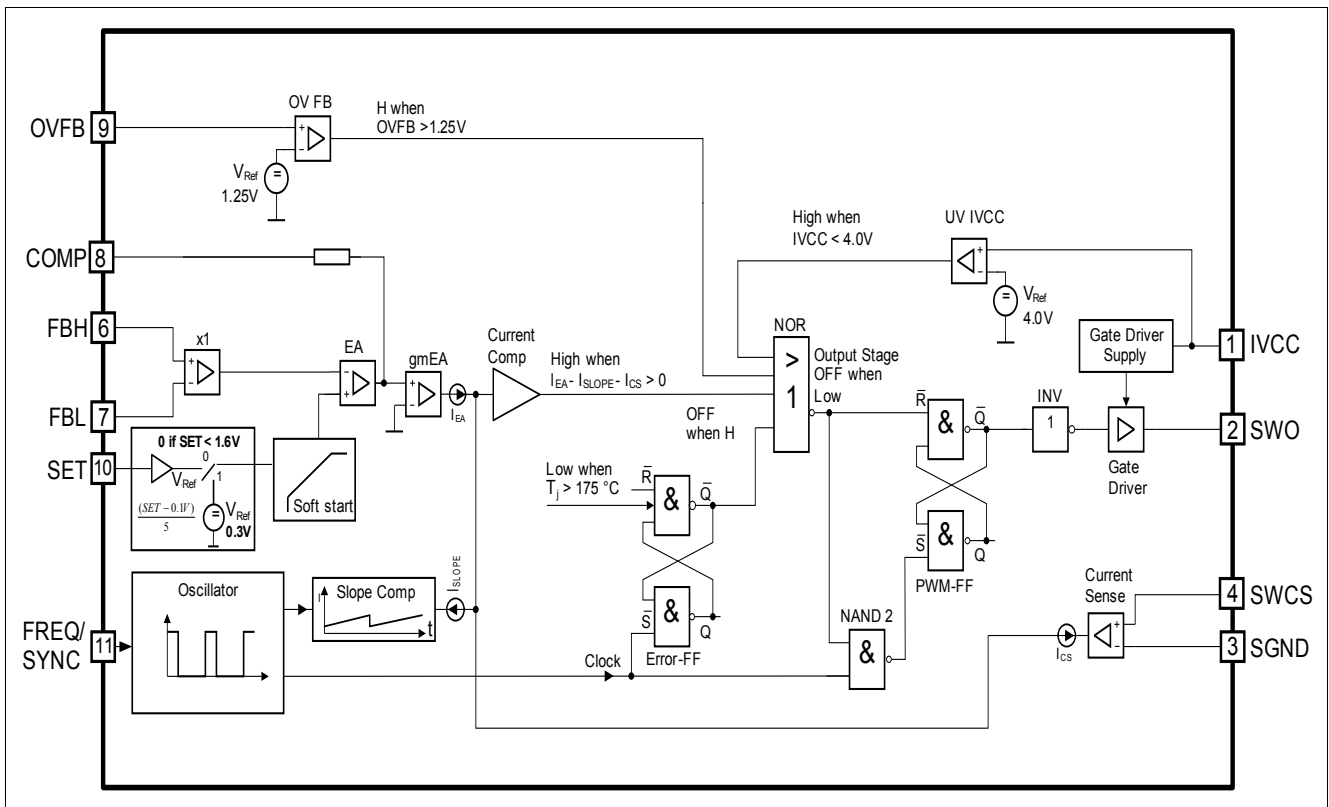 OV FB
H when
OVFB >1.25V
OVFB
9
+
-
VRef
1.25V
=
High when
IVCC < 4.0V
UV IVCC
+
-
COMP
8
=
VRef
4.0V
FBH
6
x1
+
-
EA
-
+
gmEA
+
-
IEA
Current
Comp
High when
IEA - ISLOPE - ICS > 0
NOR
>
1
Output Stage
OFF when
Low
Gate Driver
Supply
1
IVCC
FBL
7
OFF
when H
R̅
&
Q̅
INV
1
2
SWO
Gate
Driver
SET
10
0 if SET < 1.6V
0
VRef
1
(SET - 0.1V)
5
=
VRef
0.3V
Soft start
Low when
Tj > 175 °C
R̅
&
Q̅
S̅
&
Q
PWM-FF
Oscillator
Slope Comp
I
t
ISLOPE
S̅
&
Q
Error-FF
NAND 2
&
Current
Sense
+
-
ICS
4
SWCS
3
SGND
FREQ/
SYNC
11
Clock